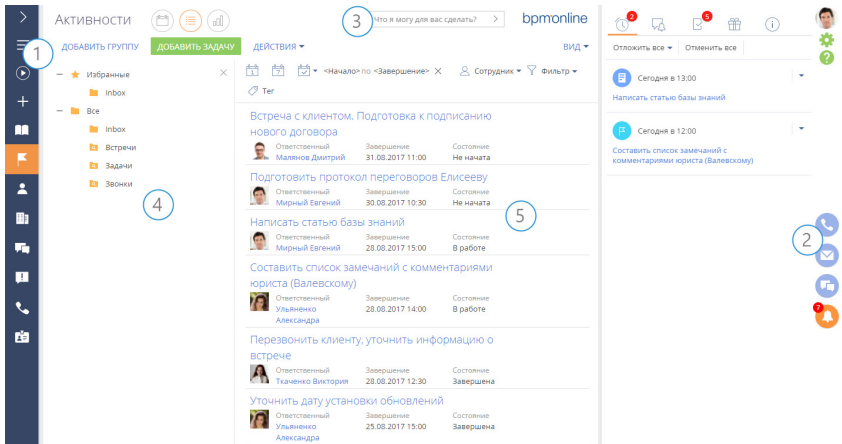 Активности
3
Что я могу для вас сделать?
bpmonline
2
5
1
ДОБАВИТЬ ГРУППУ
ДОБАВИТЬ ЗАДАЧУ
ДЕЙСТВИЯ
ВИД
Отложить все
Отменить все
Избранные
Inbox
Все
Inbox
Встречи
Задачи
Звонки
4
1
7
<Начало> по <Завершение>
Сотрудник
Фильтр
Тег
Встреча с клиентом. Подготовка к подписанию
нового договора
Ответственный Завершение Состояние
Малянов Дмитрий 31.08.2017 11:00 Не начата
Подготовить протокол переговоров Елисееву
Ответственный Завершение Состояние
Мирный Евгений 30.08.2017 10:30 Не начата
5
Написать статью базы знаний
Ответственный Завершение Состояние
Мирный Евгений 28.08.2017 15:00 В работе
Составить список замечаний с комментариями
юриста (Валевскому)
Ответственный Завершение Состояние
Ульяненко 28.08.2017 14:00 В работе
Александра
Перезвонить клиенту, уточнить информацию о
встрече
Ответственный Завершение Состояние
Ткаченко Виктория 28.08.2017 12:30 Завершена
Уточнить дату установки обновлений
Ответственный Завершение Состояние
Ульяненко 25.08.2017 15:00 Завершена
Александра
Сегодня в 13:00
Написать статью базы знаний
Сегодня в 12:00
Составить список замечаний с
комментариями юриста (Валевскому)
2
7